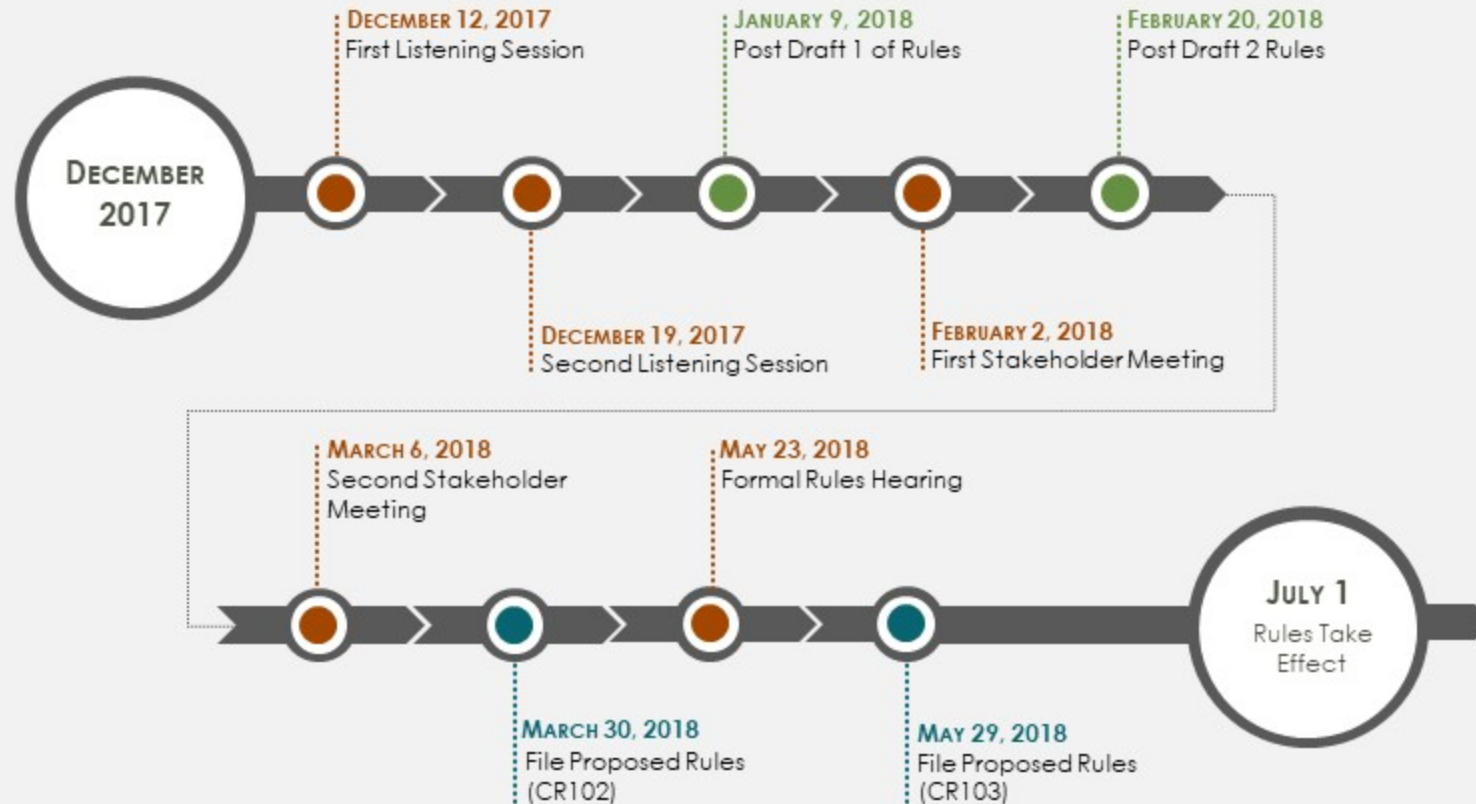 DECEMBER 12, 2017
First Listening Session
JANUARY 9, 2018
Post Draft 1 of Rules
FEBRUARY 20, 2018
Post Draft 2 Rules
DECEMBER
2017
DECEMBER 19, 2017
Second Listening Session
FEBRUARY 2, 2018
First Stakeholder Meeting
MARCH 6, 2018
Second Stakeholder
Meeting
MAY 23, 2018
Formal Rules Hearing
JULY 1
Rules Take
Effect
MARCH 30, 2018
File Proposed Rules
(CR102)
MAY 29, 2018
File Proposed Rules
(CR103)